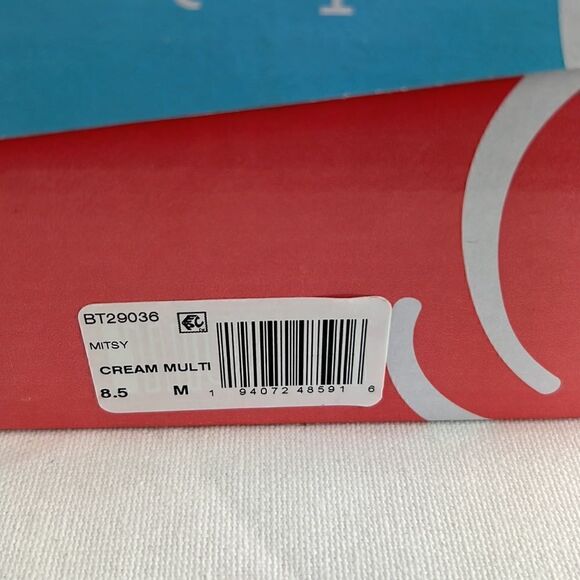 BT29036
MITSY
CREAM MULTI
8.5 M
1 94072 48591 6